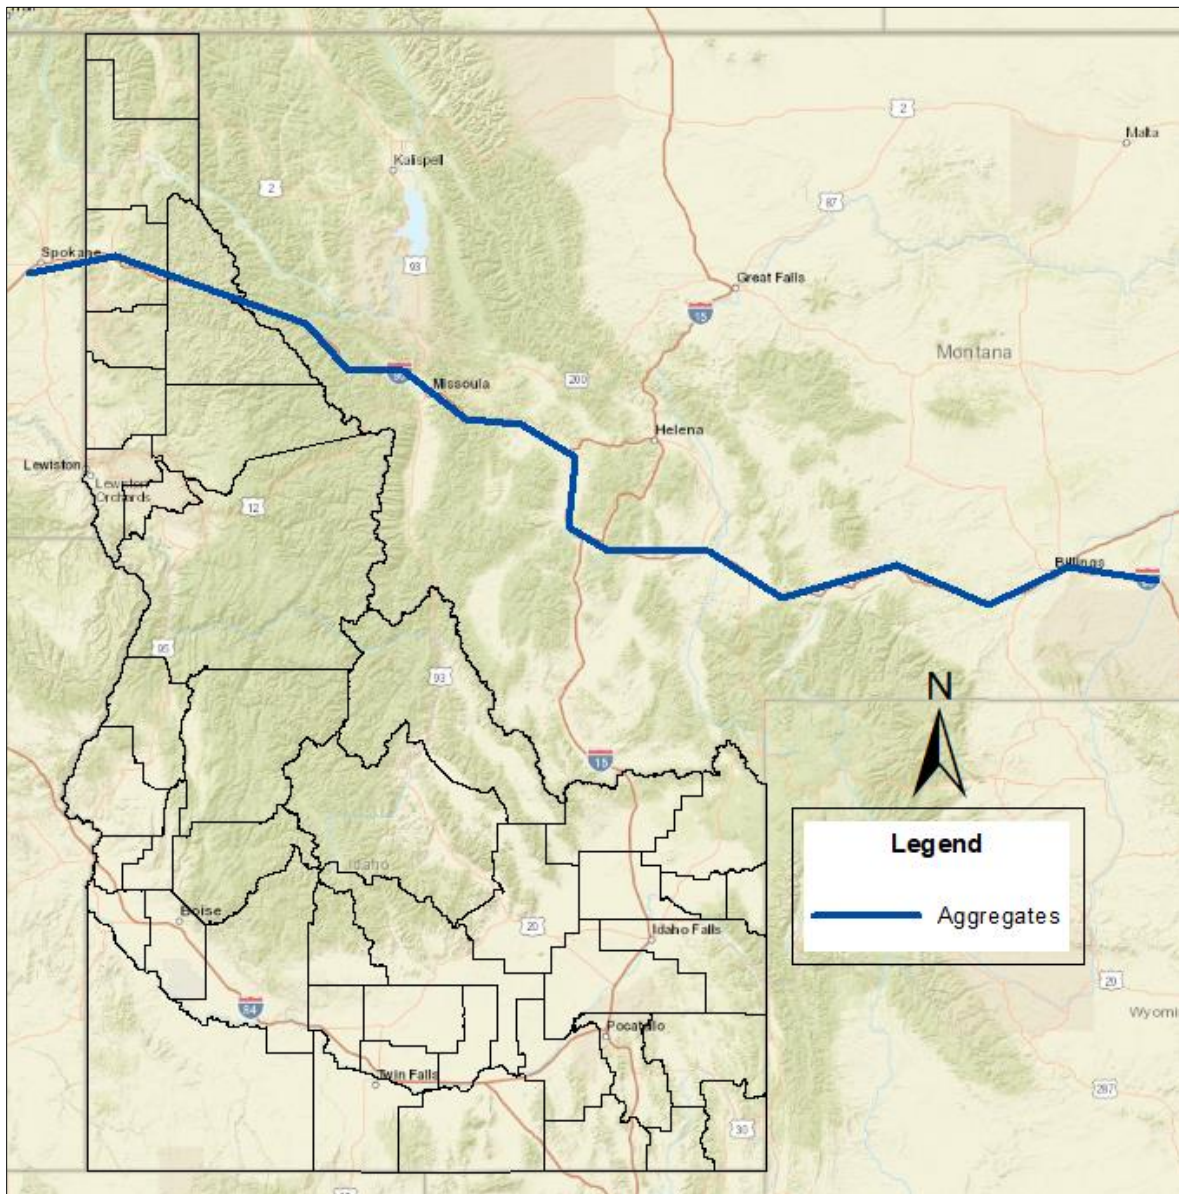 2
Malta
Kalispell
2
87
Spokane
93
Great Falls
15
Montana
200
Missoula
Helena
Lewiston
Lewiston
Orchards
12
Billings
95
93
N
15
Legend
Aggregates
Idaho
Boise
20
Idaho Falls
20
Wyomi
84
Pocatello
Twin Falls
287
30